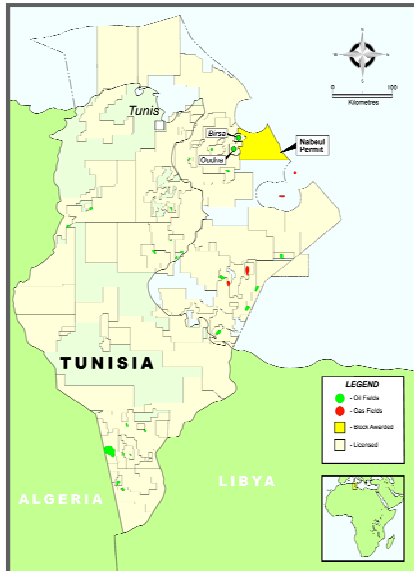 Tunis
Birsa
Oudna
Nabeul
Permit
0 100
Kilometres
TUNISIA
ALGERIA
LIBYA
LEGEND
- Oil Fields
- Gas Fields
- Block Awarded
- Licensed